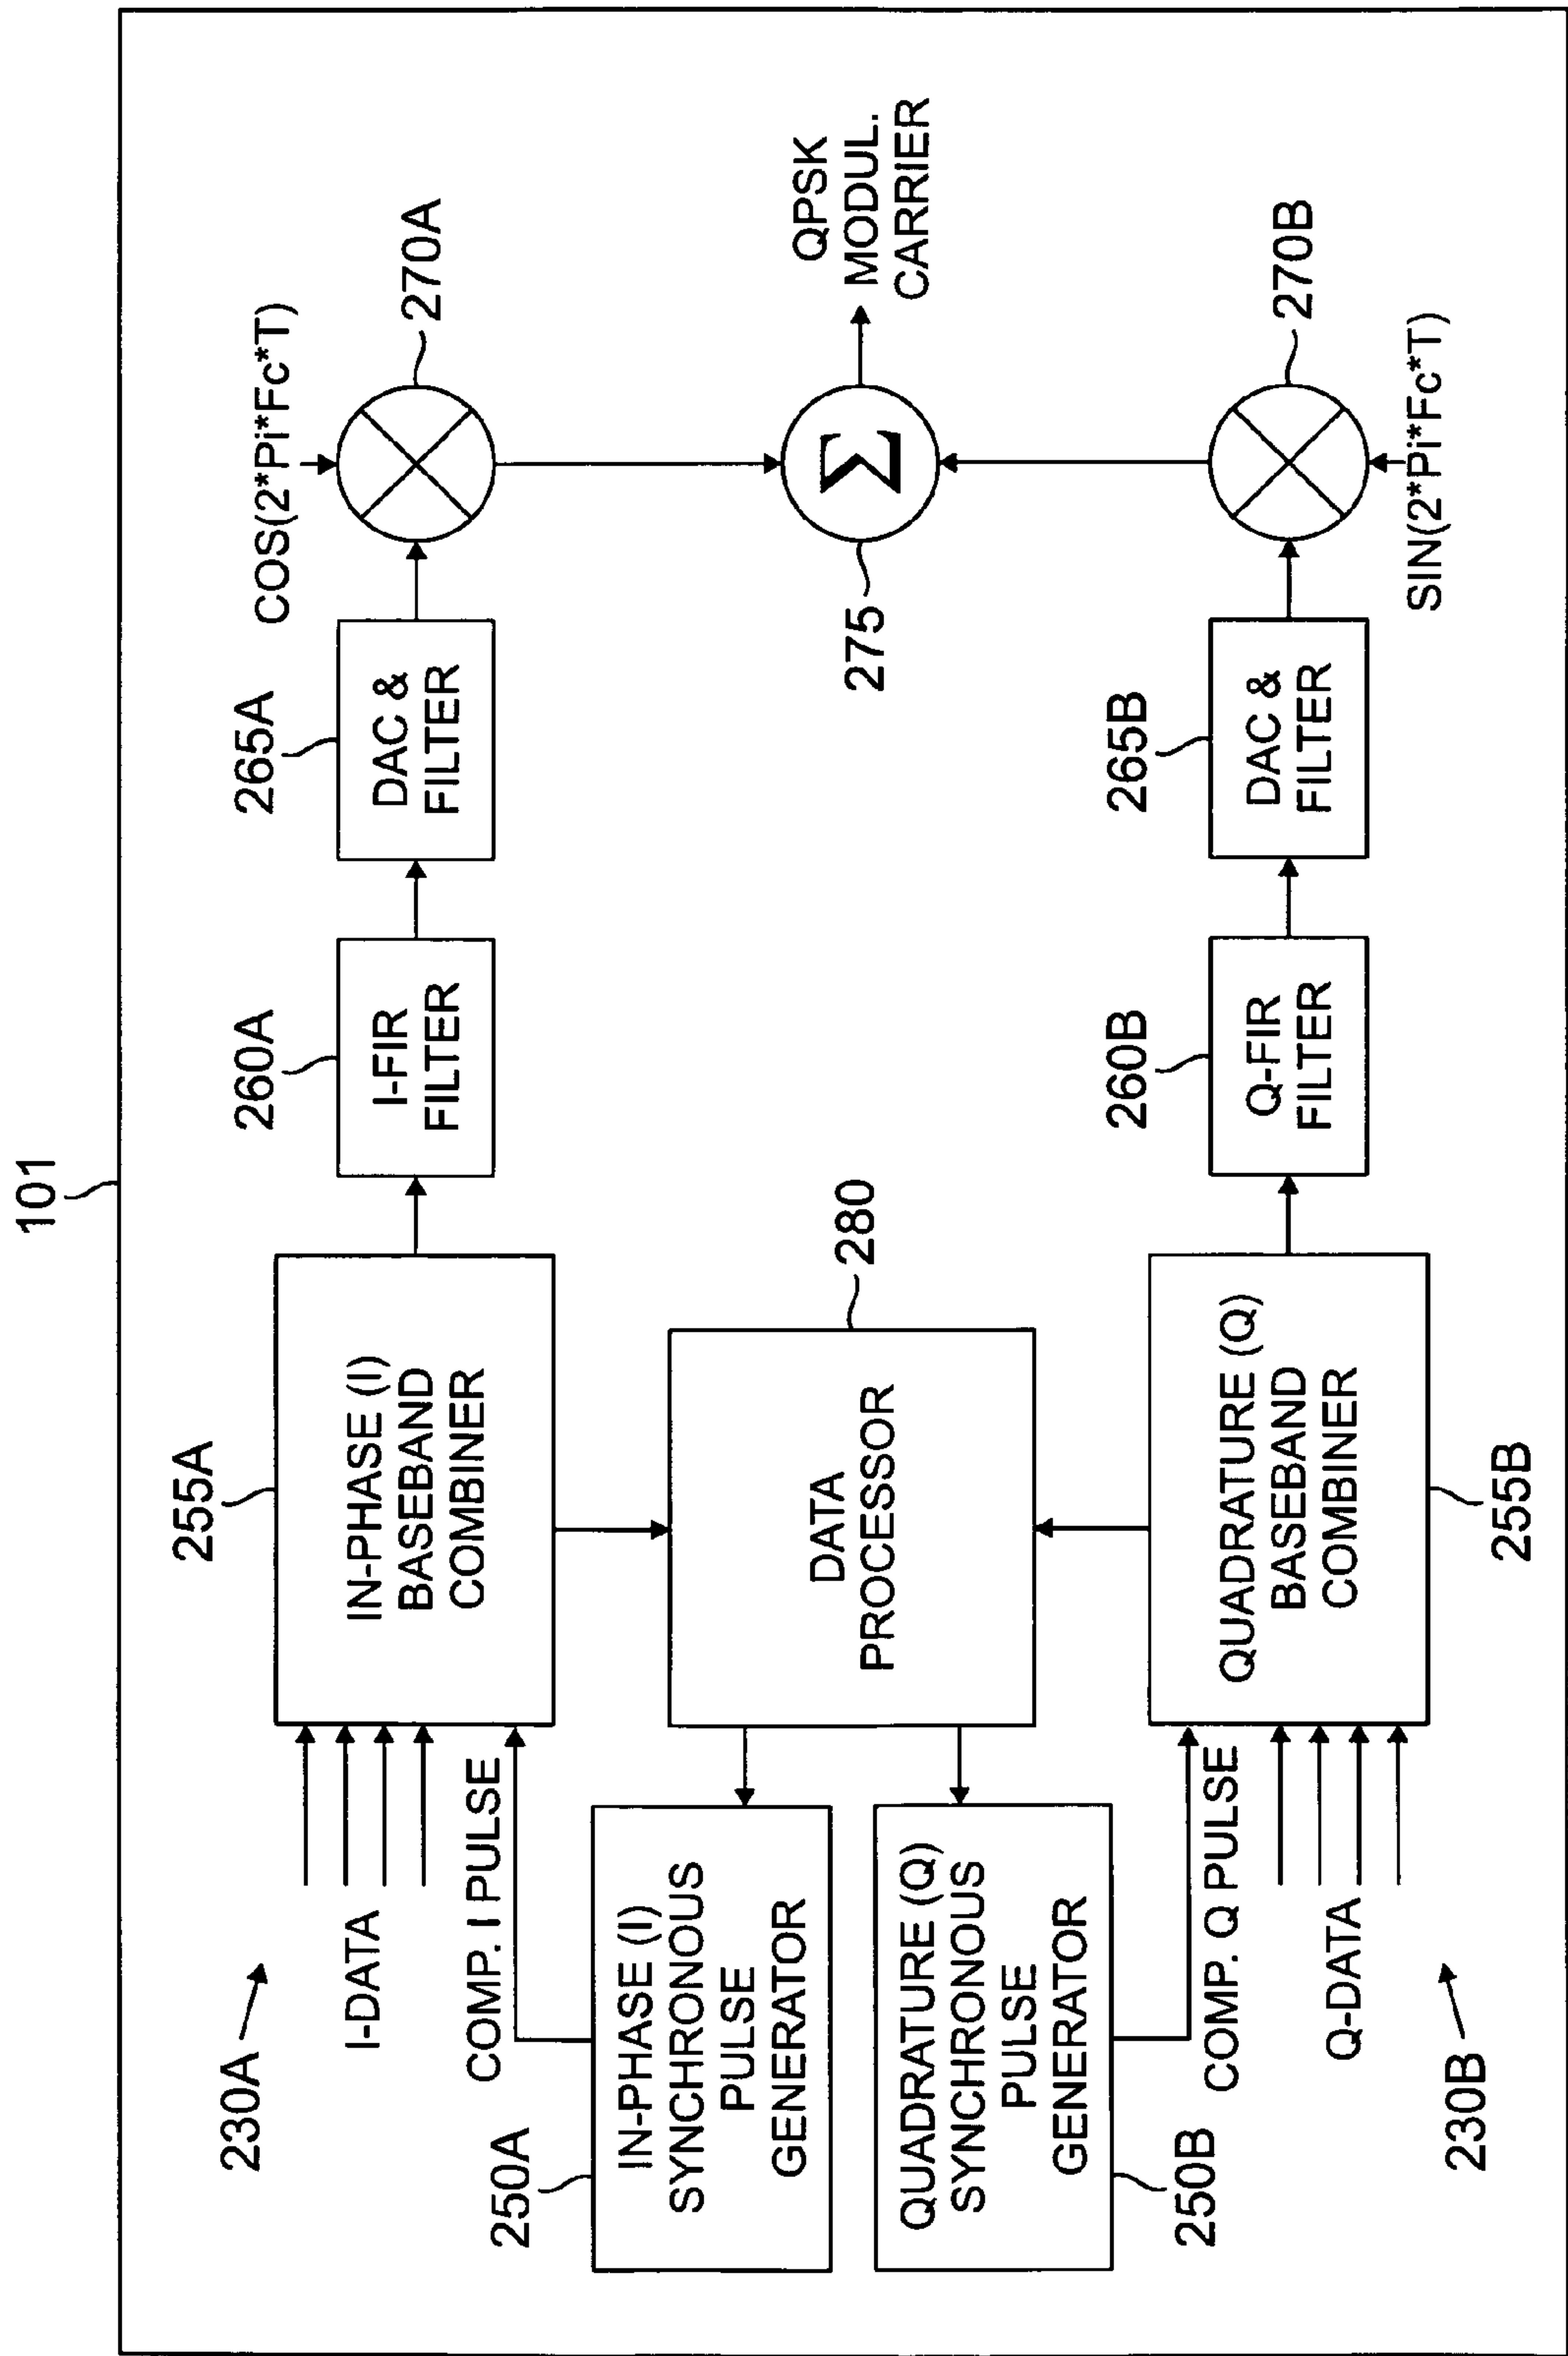 101
230A
I-DATA
COMP. I PULSE
250A
IN-PHASE (I)
SYNCHRONOUS
PULSE
GENERATOR
QUADRATURE (Q)
SYNCHRONOUS
PULSE
GENERATOR
250B
COMP. Q PULSE
Q-DATA
230B
255A
IN-PHASE (I)
BASEBAND
COMBINER
DATA
PROCESSOR
280
QUADRATURE (Q)
BASEBAND
COMBINER
255B
260A
I-FIR
FILTER
260B
Q-FIR
FILTER
265A
DAC &
FILTER
265B
DAC &
FILTER
COS(2*Pi*Fc*T)
270A
Σ
275
QPSK
MODUL.
CARRIER
270B
SIN(2*Pi*Fc*T)